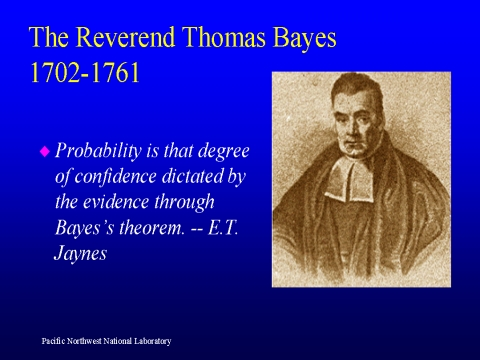 The Reverend Thomas Bayes
1702-1761
Probability is that degree
of confidence dictated by
the evidence through
Bayes's theorem. -- E.T.
Jaynes
Pacific Northwest National Laboratory